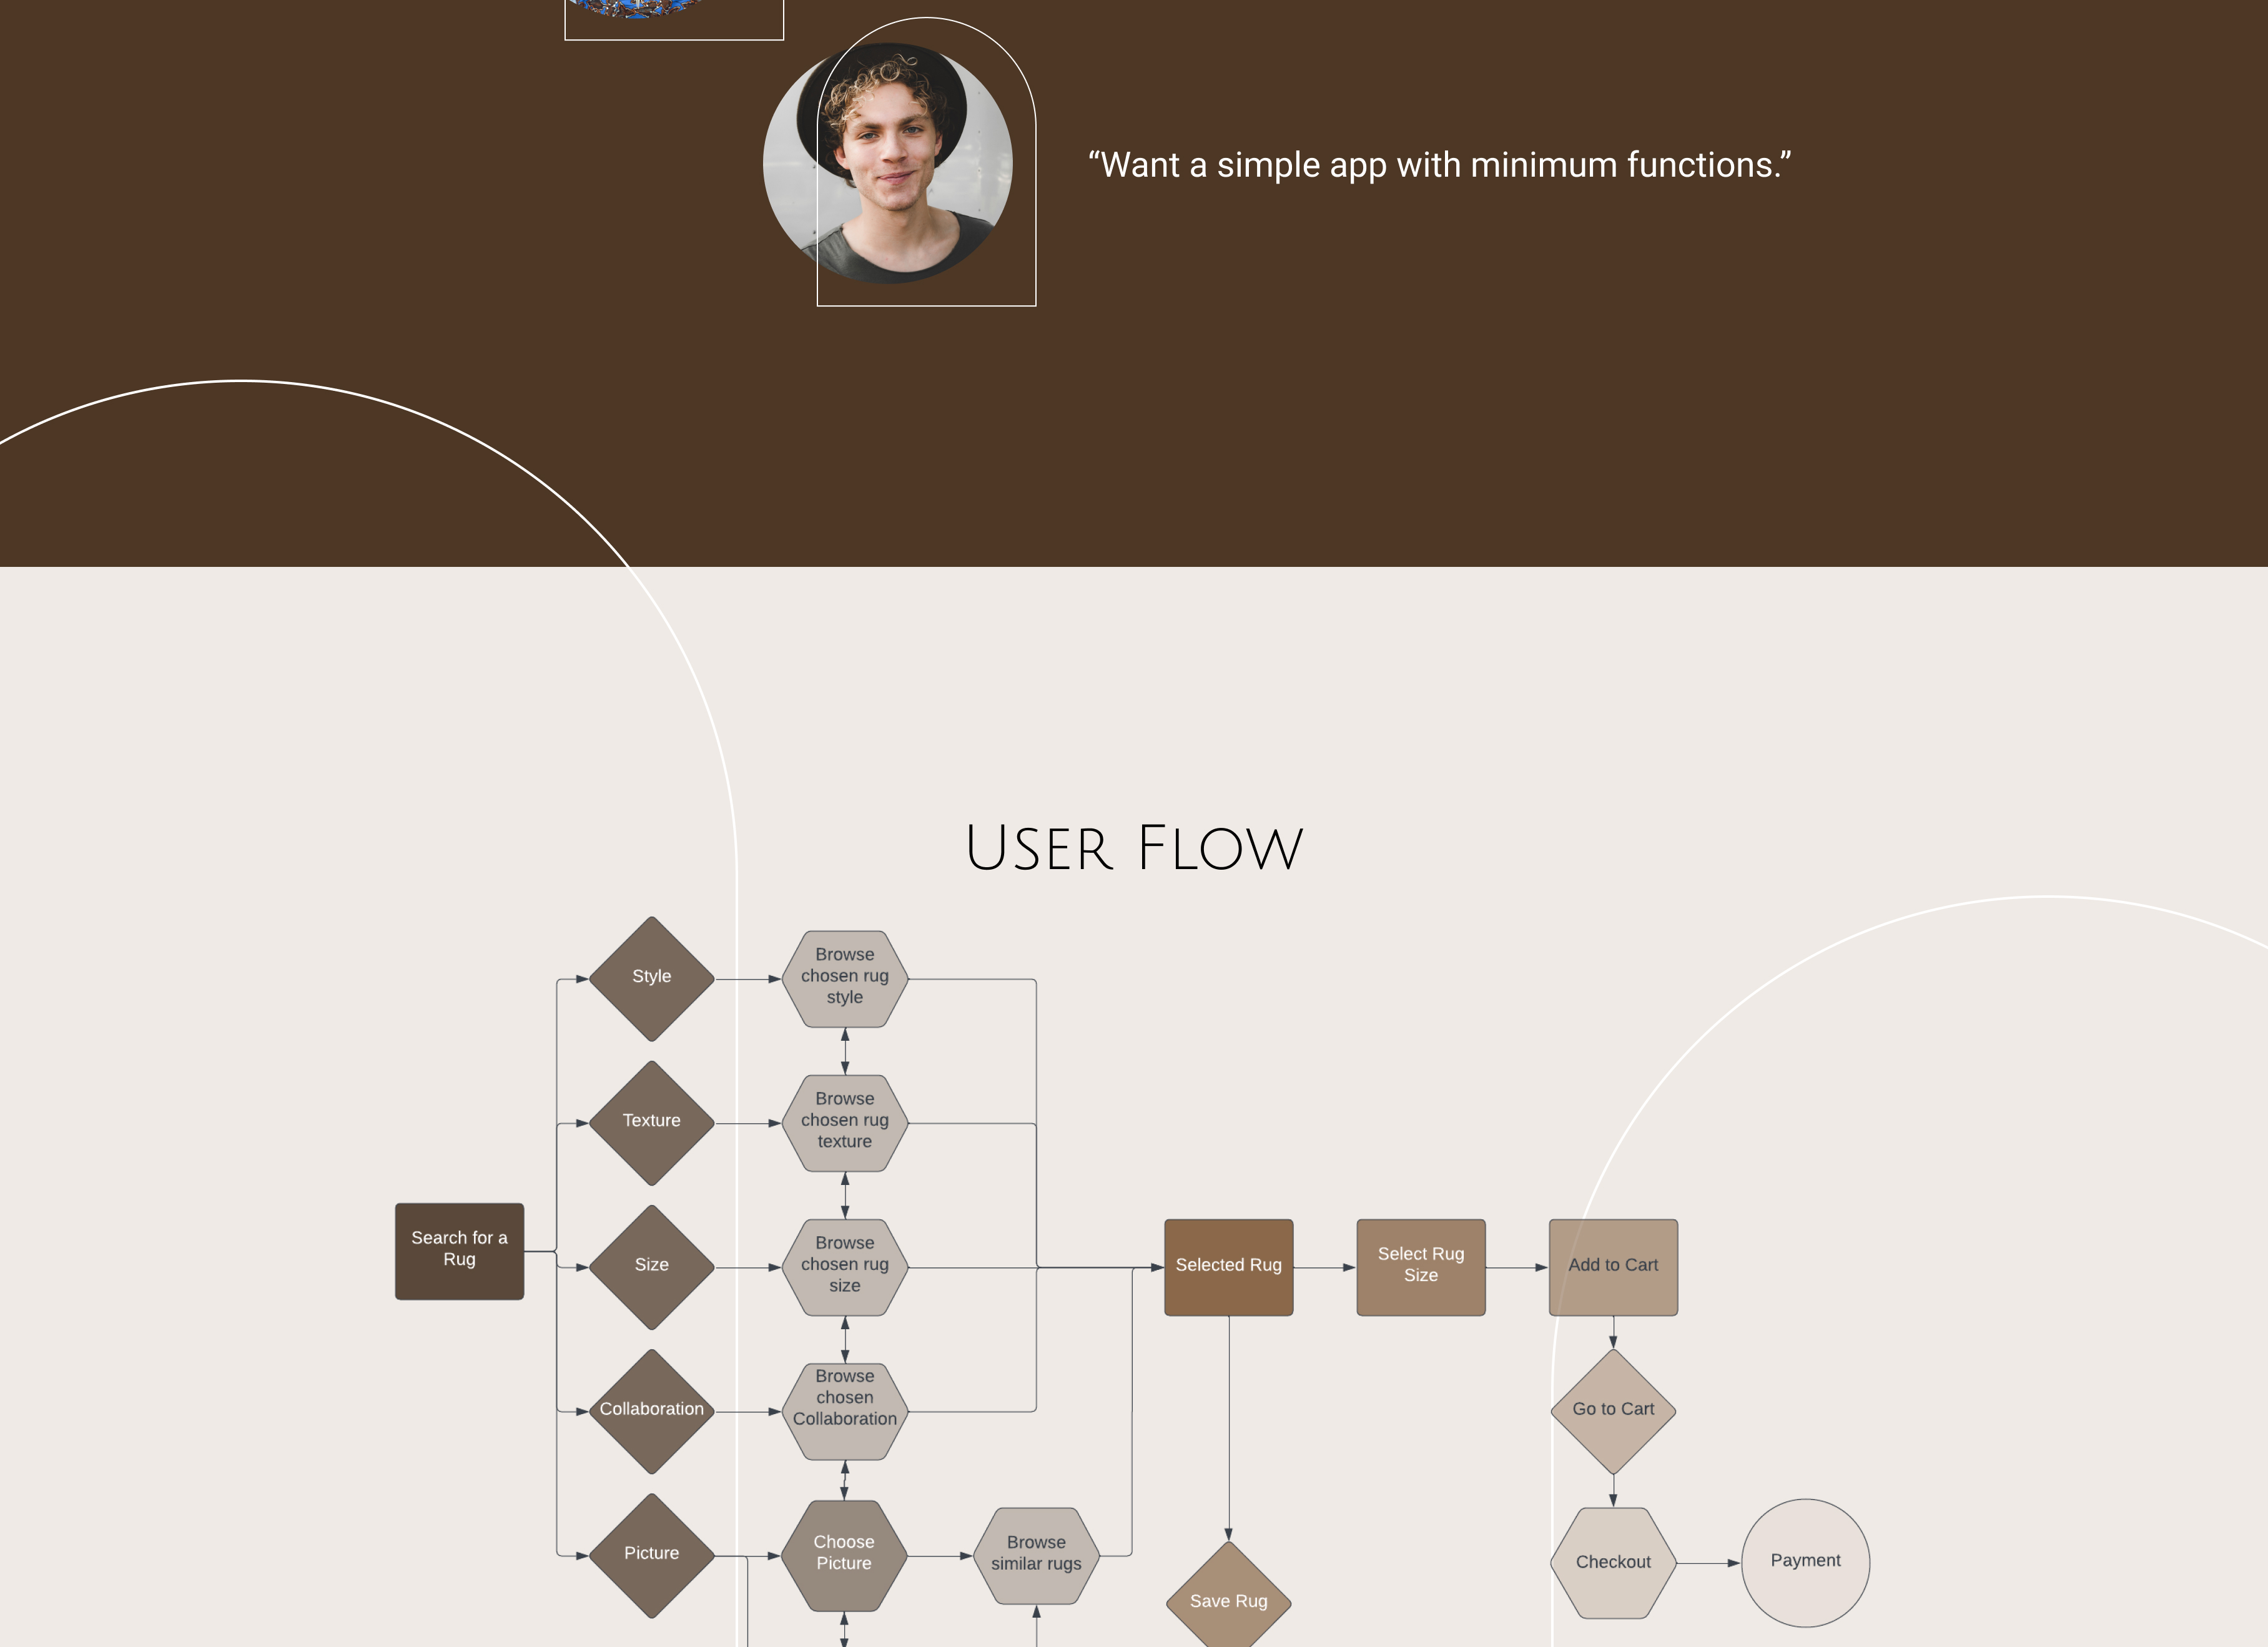 “Want a simple app with minimum functions.”
User Flow
Style
Browse
chosen rug
style
Texture
Browse
chosen rug
texture
Search for a
Rug
Size
Browse
chosen rug
size
Selected Rug
Select Rug
Size
Add to Cart
Collaboration
Browse
chosen
Collaboration
Go to Cart
Picture
Choose
Picture
Browse
similar rugs
Save Rug
Checkout
Payment